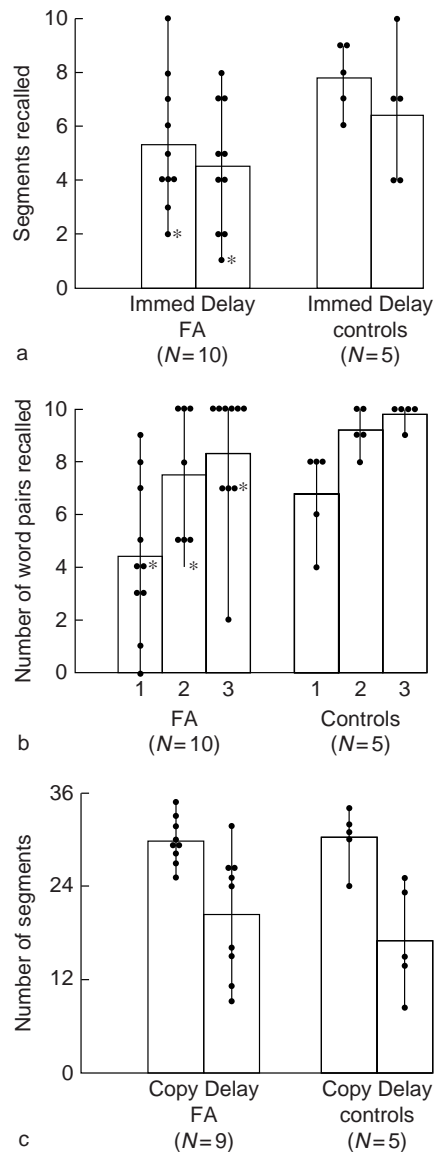 Segments recalled
10
8
6
4
2
0
*
*
Immed Delay
FA
(N=10)
Immed Delay
controls
(N=5)
a
Number of word pairs recalled
10
8
6
4
2
0
*
*
*
1 2 3
FA
(N=10)
1 2 3
Controls
(N=5)
b
Number of segments
36
24
12
0
Copy Delay
FA
(N=9)
Copy Delay
controls
(N=5)
c